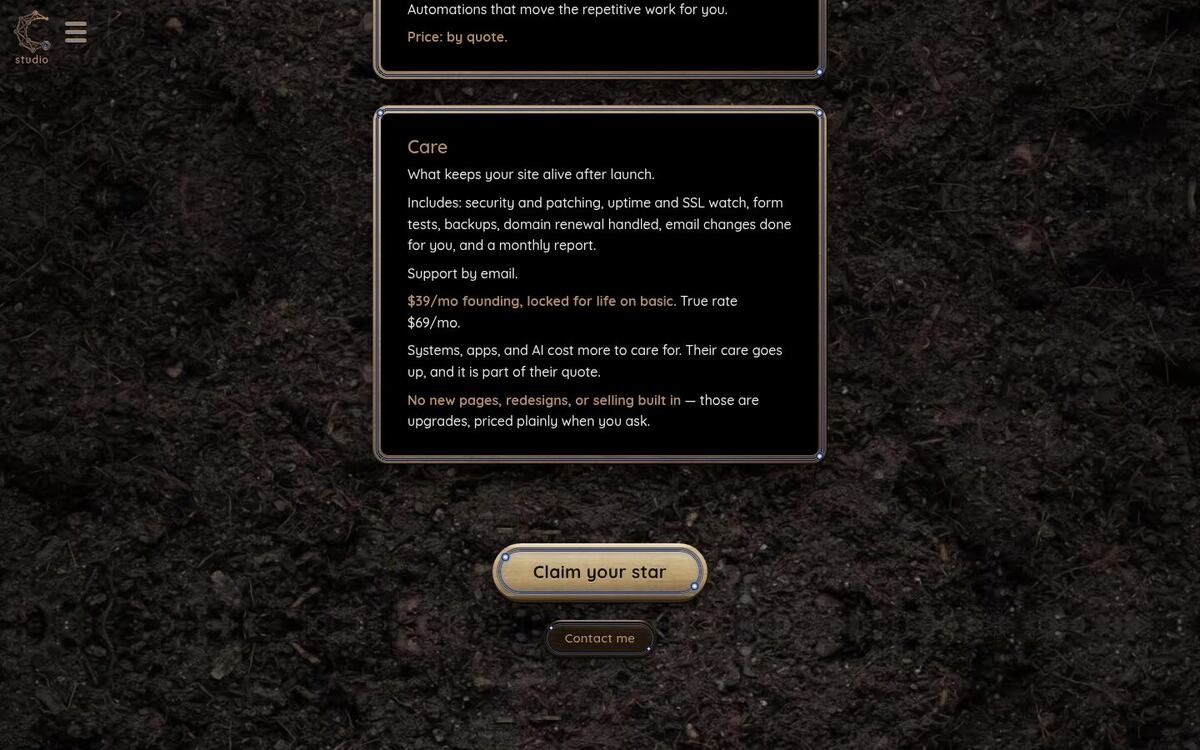 studio
Automations that move the repetitive work for you.
Price: by quote.
Care
What keeps your site alive after launch.
Includes: security and patching, uptime and SSL watch, form
tests, backups, domain renewal handled, email changes done
for you, and a monthly report.
Support by email.
$39/mo founding, locked for life on basic. True rate
$69/mo.
Systems, apps, and AI cost more to care for. Their care goes
up, and it is part of their quote.
No new pages, redesigns, or selling built in — those are
upgrades, priced plainly when you ask.
Claim your star
Contact me